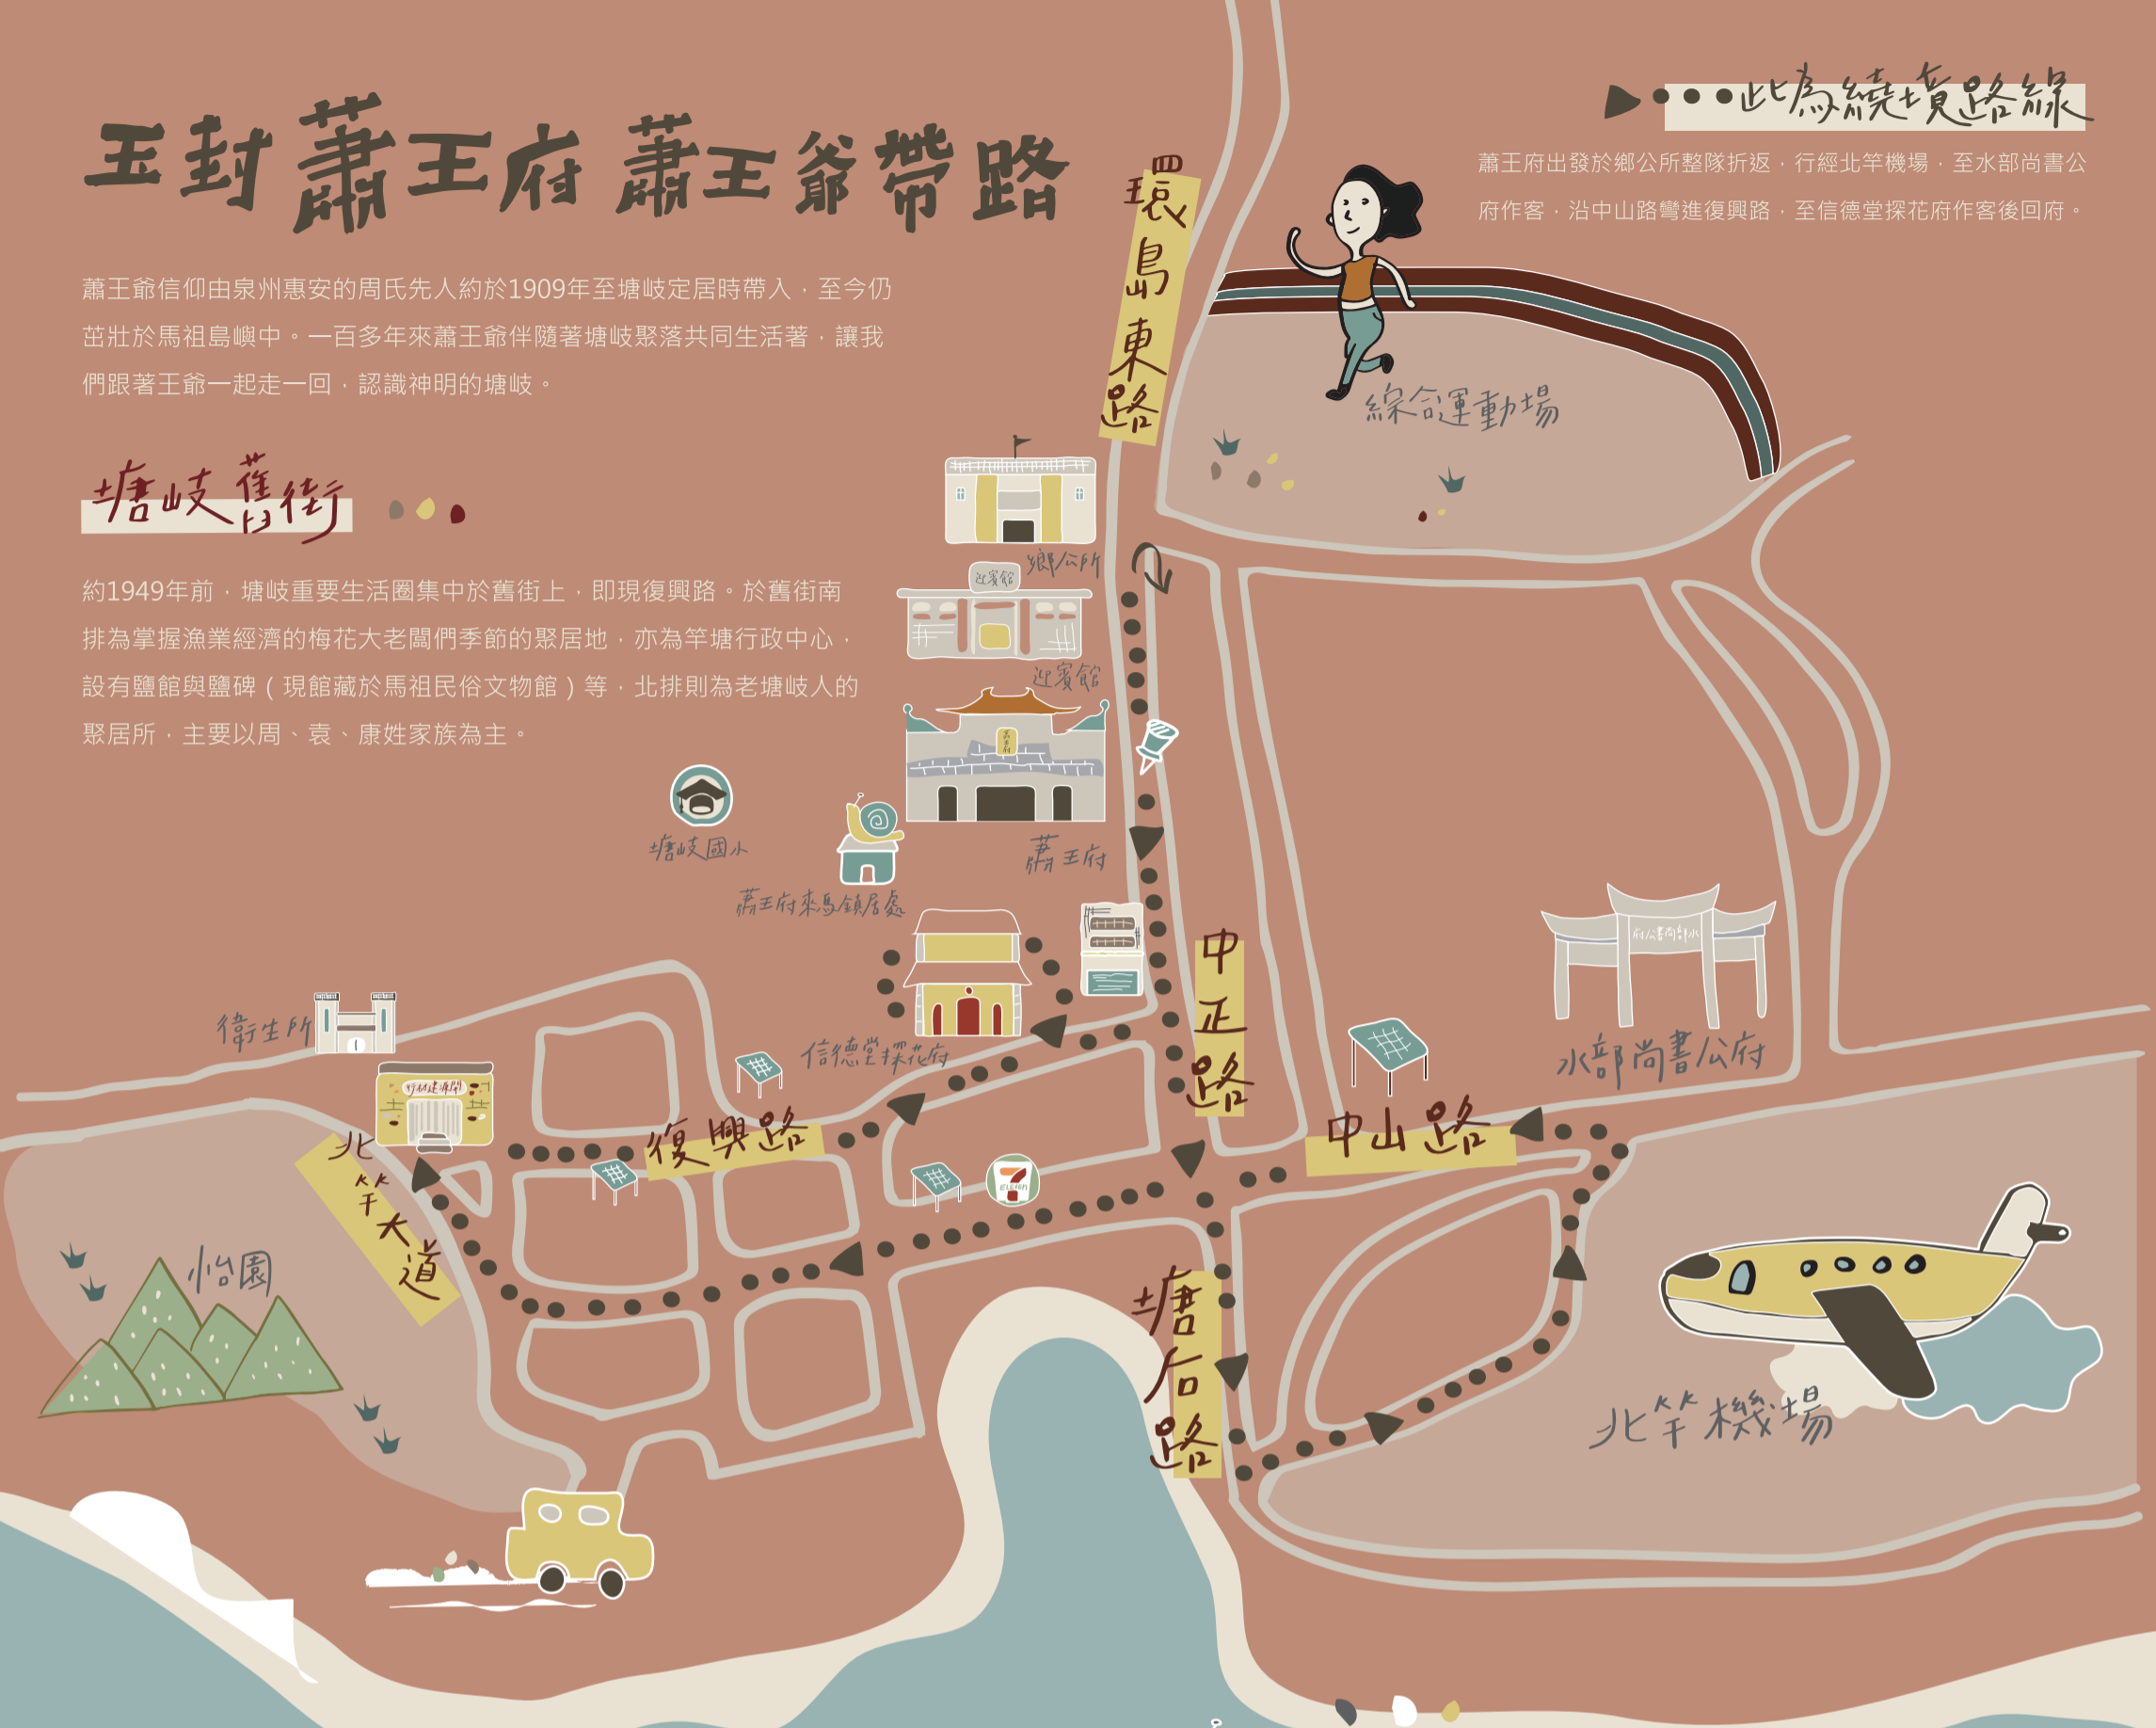 王封蕭王府蕭王爺帶路
蕭王爺信仰由泉州惠安的周氏先人約於1909年至塘岐定居時帶入，至今仍
茁壯於馬祖島嶼中。一百多年來蕭王爺伴隨著塘岐聚落共同生活著，讓我
們跟著王爺一起走一回，認識神明的塘岐。
塘岐舊街
約1949年前，塘岐重要生活圈集中於舊街上，即現復興路。於舊街南
排為掌握漁業經濟的梅花大老闆們季節的聚居地，亦為竿塘行政中心，
設有鹽館與鹽碑（現館藏於馬祖民俗文物館）等，北排則為老塘岐人的
聚居所，主要以周、袁、康姓家族為主。
此為繞境路線
蕭王府出發於鄉公所整隊折返，行經北竿機場，至水部尚書公
府作客，沿中山路彎進復興路，至信德堂探花府作客後回府。
環島東路
綜合運動場
鄉公所
迎賓館
迎賓館
蕭王府
蕭王府
塘岐國小
蕭王府來馬鎮居處
信德堂探花府
中正路
水部尚書公府
水部尚書公府
衛生所
復興路
中山路
7
ELEVEN
北竿大道
怡園
塘后路
北竿機場